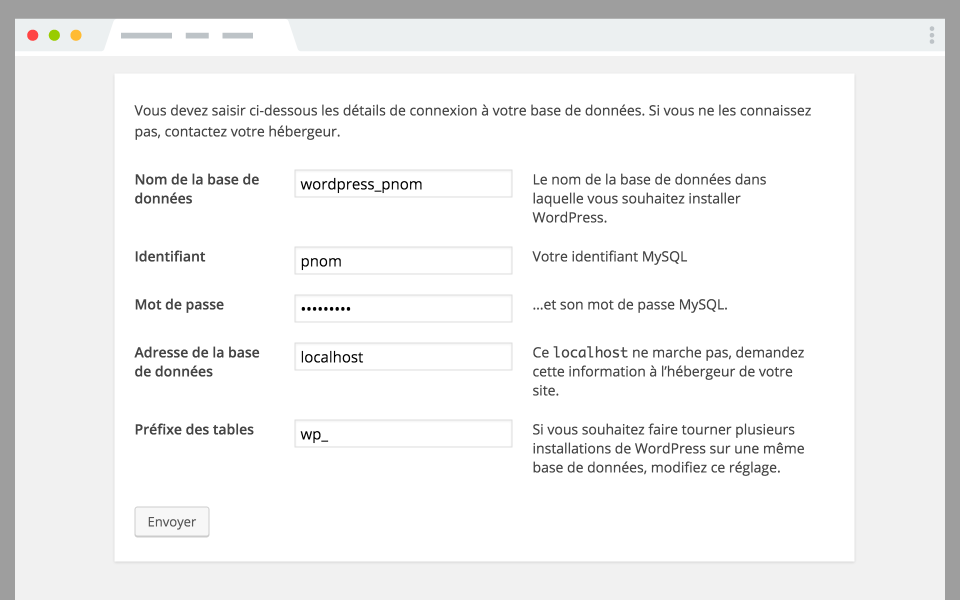 Vous devez saisir ci-dessous les détails de connexion à votre base de données. Si vous ne les connaissez
pas, contactez votre hébergeur.
Nom de la base de
données
wordpress_pnom
Le nom de la base de données dans
laquelle vous souhaitez installer
WordPress.
Identifiant
pnom
Votre identifiant MySQL
Mot de passe
•••••••••
…et son mot de passe MySQL.
Adresse de la base
de données
localhost
Ce localhost ne marche pas, demandez
cette information à l’hébergeur de votre
site.
Préfixe des tables
wp_
Si vous souhaitez faire tourner plusieurs
installations de WordPress sur une même
base de données, modifiez ce réglage.
Envoyer